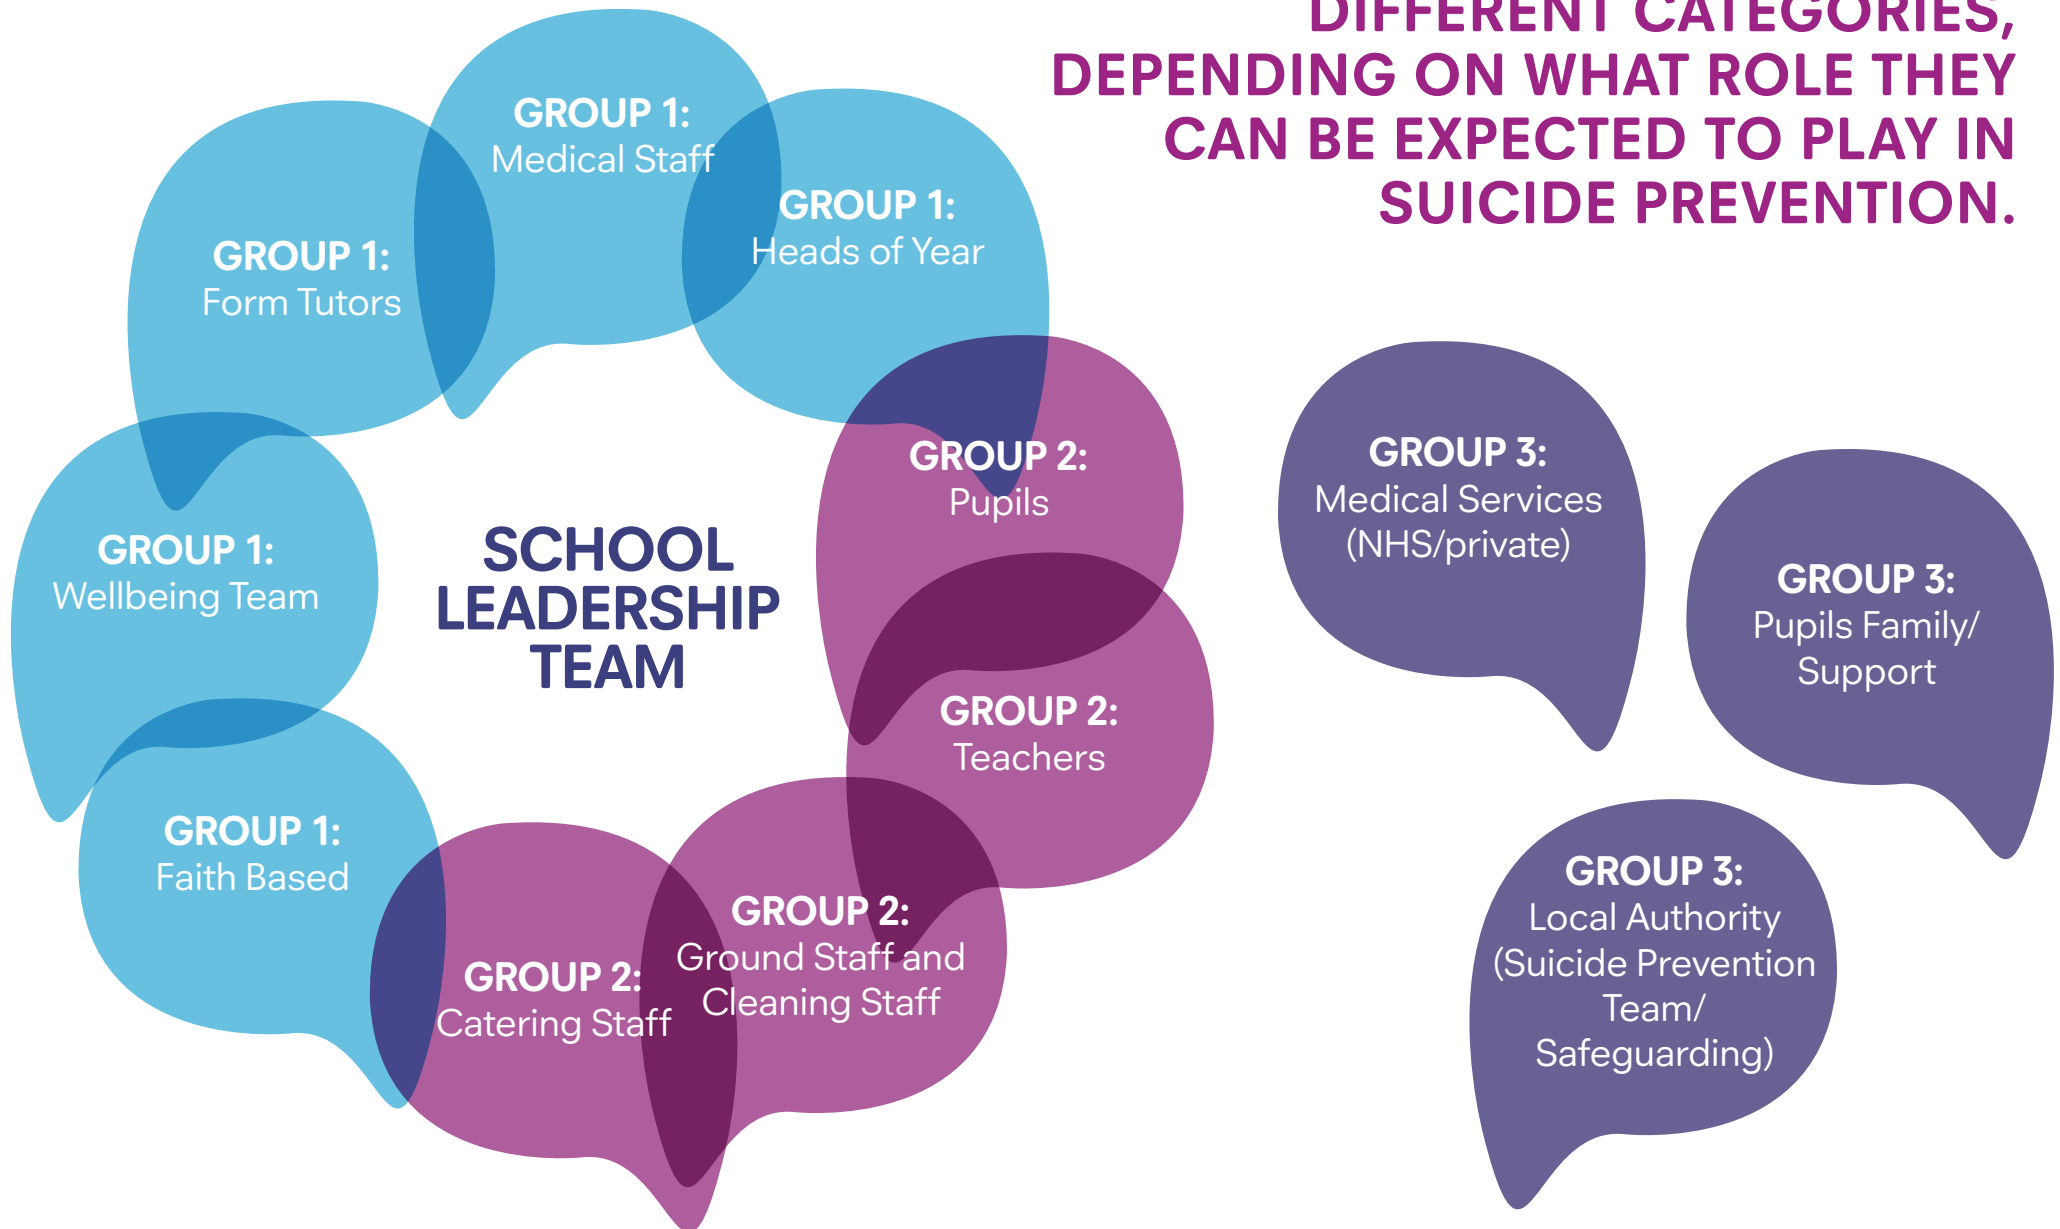 DIFFERENT CATEGORIES,
DEPENDING ON WHAT ROLE THEY
CAN BE EXPECTED TO PLAY IN
SUICIDE PREVENTION.
GROUP 1:
Medical Staff
GROUP 1:
Heads of Year
GROUP 1:
Form Tutors
GROUP 1:
Wellbeing Team
GROUP 1:
Faith Based
SCHOOL
LEADERSHIP
TEAM
GROUP 2:
Pupils
GROUP 2:
Teachers
GROUP 2:
Ground Staff and
Cleaning Staff
GROUP 2:
Catering Staff
GROUP 3:
Medical Services
(NHS/private)
GROUP 3:
Pupils Family/
Support
GROUP 3:
Local Authority
(Suicide Prevention
Team/
Safeguarding)